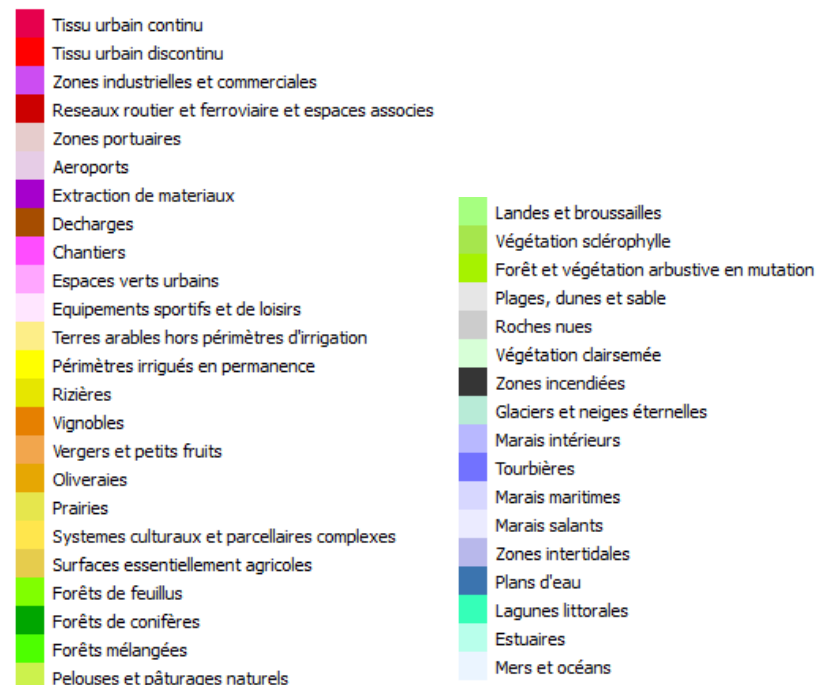 Tissu urbain continu
Tissu urbain discontinu
Zones industrielles et commerciales
Reseaux routier et ferroviaire et espaces associes
Zones portuaires
Aeroports
Extraction de materiaux
Decharges
Chantiers
Espaces verts urbains
Equipements sportifs et de loisirs
Terres arables hors périmètres d'irrigation
Périmètres irrigués en permanence
Rizières
Vignobles
Vergers et petits fruits
Oliveraies
Prairies
Systemes culturaux et parcellaires complexes
Surfaces essentiellement agricoles
Forêts de feuillus
Forêts de conifères
Forêts mélangées
Pelouses et pâturages naturels
Landes et broussailles
Végétation sclérophylle
Forêt et végétation arbustive en mutation
Plages, dunes et sable
Roches nues
Végétation clairsemée
Zones incendiées
Glaciers et neiges éternelles
Marais intérieurs
Tourbières
Marais maritimes
Marais salants
Zones intertidales
Plans d'eau
Lagunes littorales
Estuaires
Mers et océans